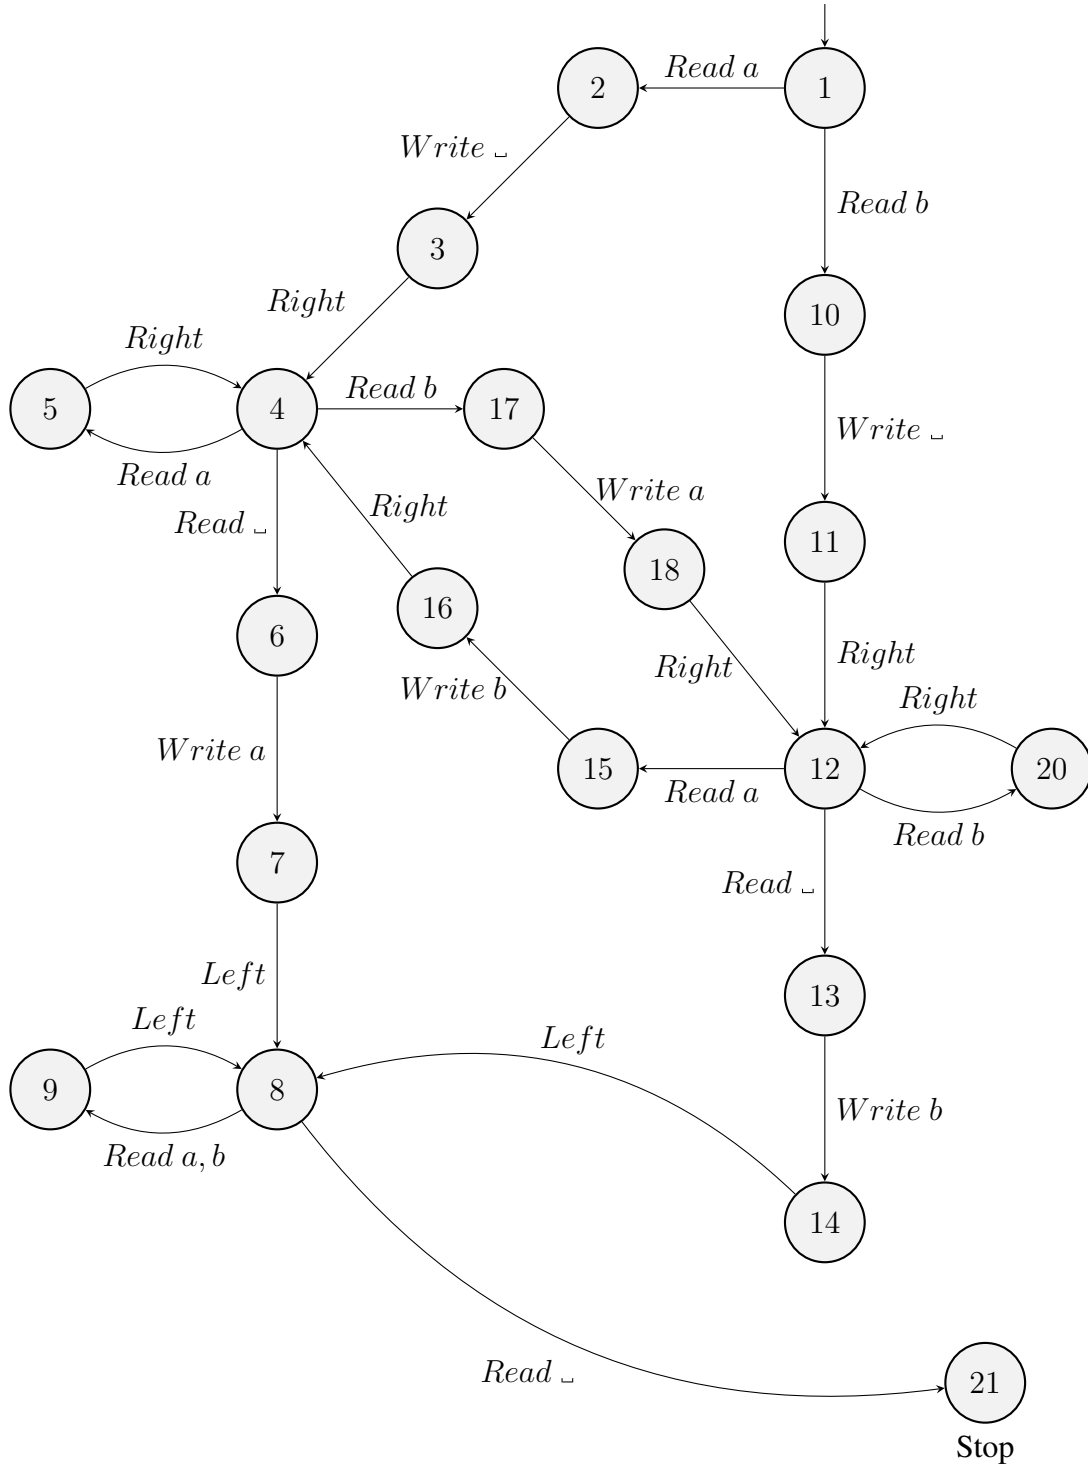 Read a
2
1
Write ␣
Read b
3
Right
10
Right
Read b
5
4
17
Write ␣
Read a
Write a
Read ␣
Right
11
18
16
6
Right
Right
Write b
Right
Write a
15
12
20
Read a
Read b
7
Read ␣
Left
13
Left
Left
9
8
Write b
Read a, b
14
Read ␣
21
Stop